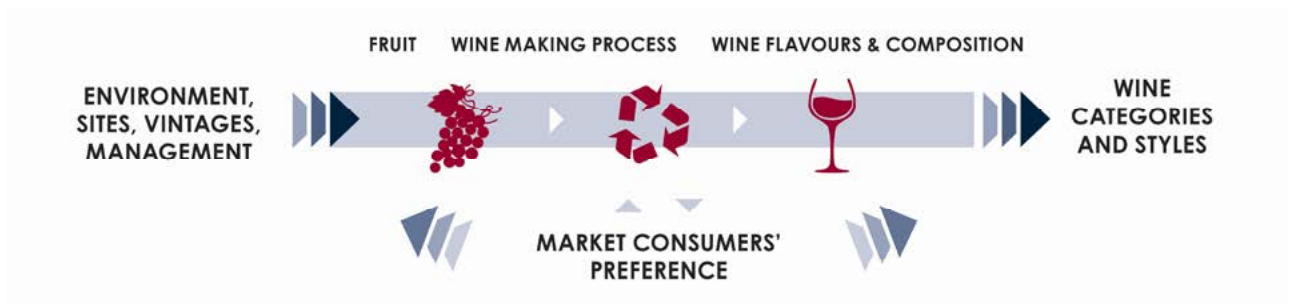 FRUIT
WINE MAKING PROCESS
WINE FLAVOURS & COMPOSITION
ENVIRONMENT,
SITES, VINTAGES,
MANAGEMENT
WINE
CATEGORIES
AND STYLES
MARKET CONSUMERS'
PREFERENCE